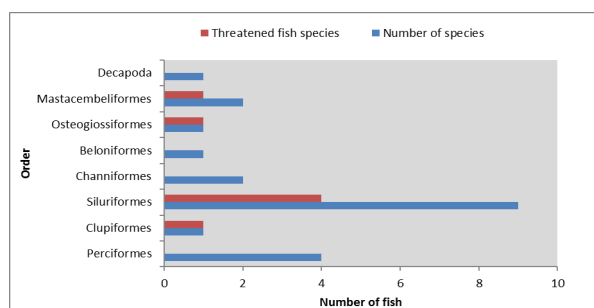 Threatened fish species Number of species
Decapoda
Mastacembeliformes
Osteogiossiformes
Beloniformes
Channiformes
Siluriformes
Clupiformes
Perciformes
Order
0 2 4 6 8 10
Number of fish